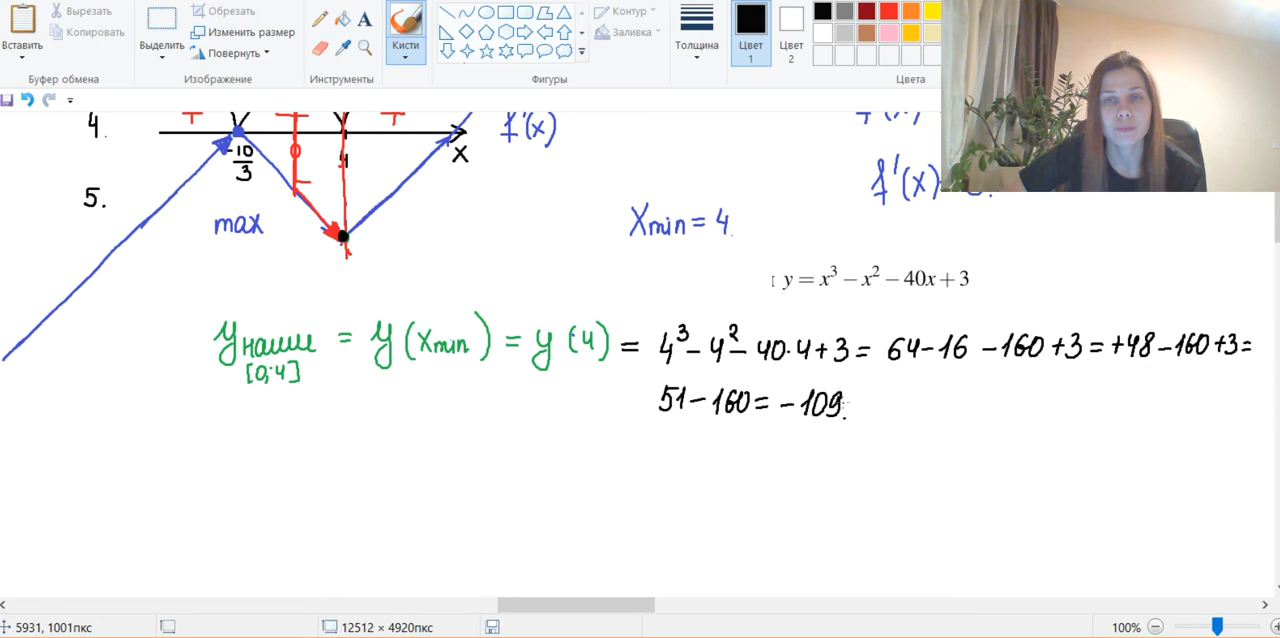 Вставить
Вырезать
Копировать
Буфер обмена
Выделить
Обрезать
Изменить размер
Повернуть
Изображение
A
Инструменты
Кисти
Контур
Заливка
Фигуры
Толщина
Цвет 1
Цвет 2
Цвета
4.
+ +
f'(x)
-10/3 0 4 x
5.
max
f'(x)
Xmin = 4.
y = x³ − x² − 40x + 3
Yнаим [0;4] = y(Xmin) = y(4) = 4³ − 4² − 40·4 + 3 = 64 − 16 − 160 + 3 = +48 − 160 + 3 =
51 − 160 = −109.
5931, 1001пкс
12512 × 4920пкс
100%